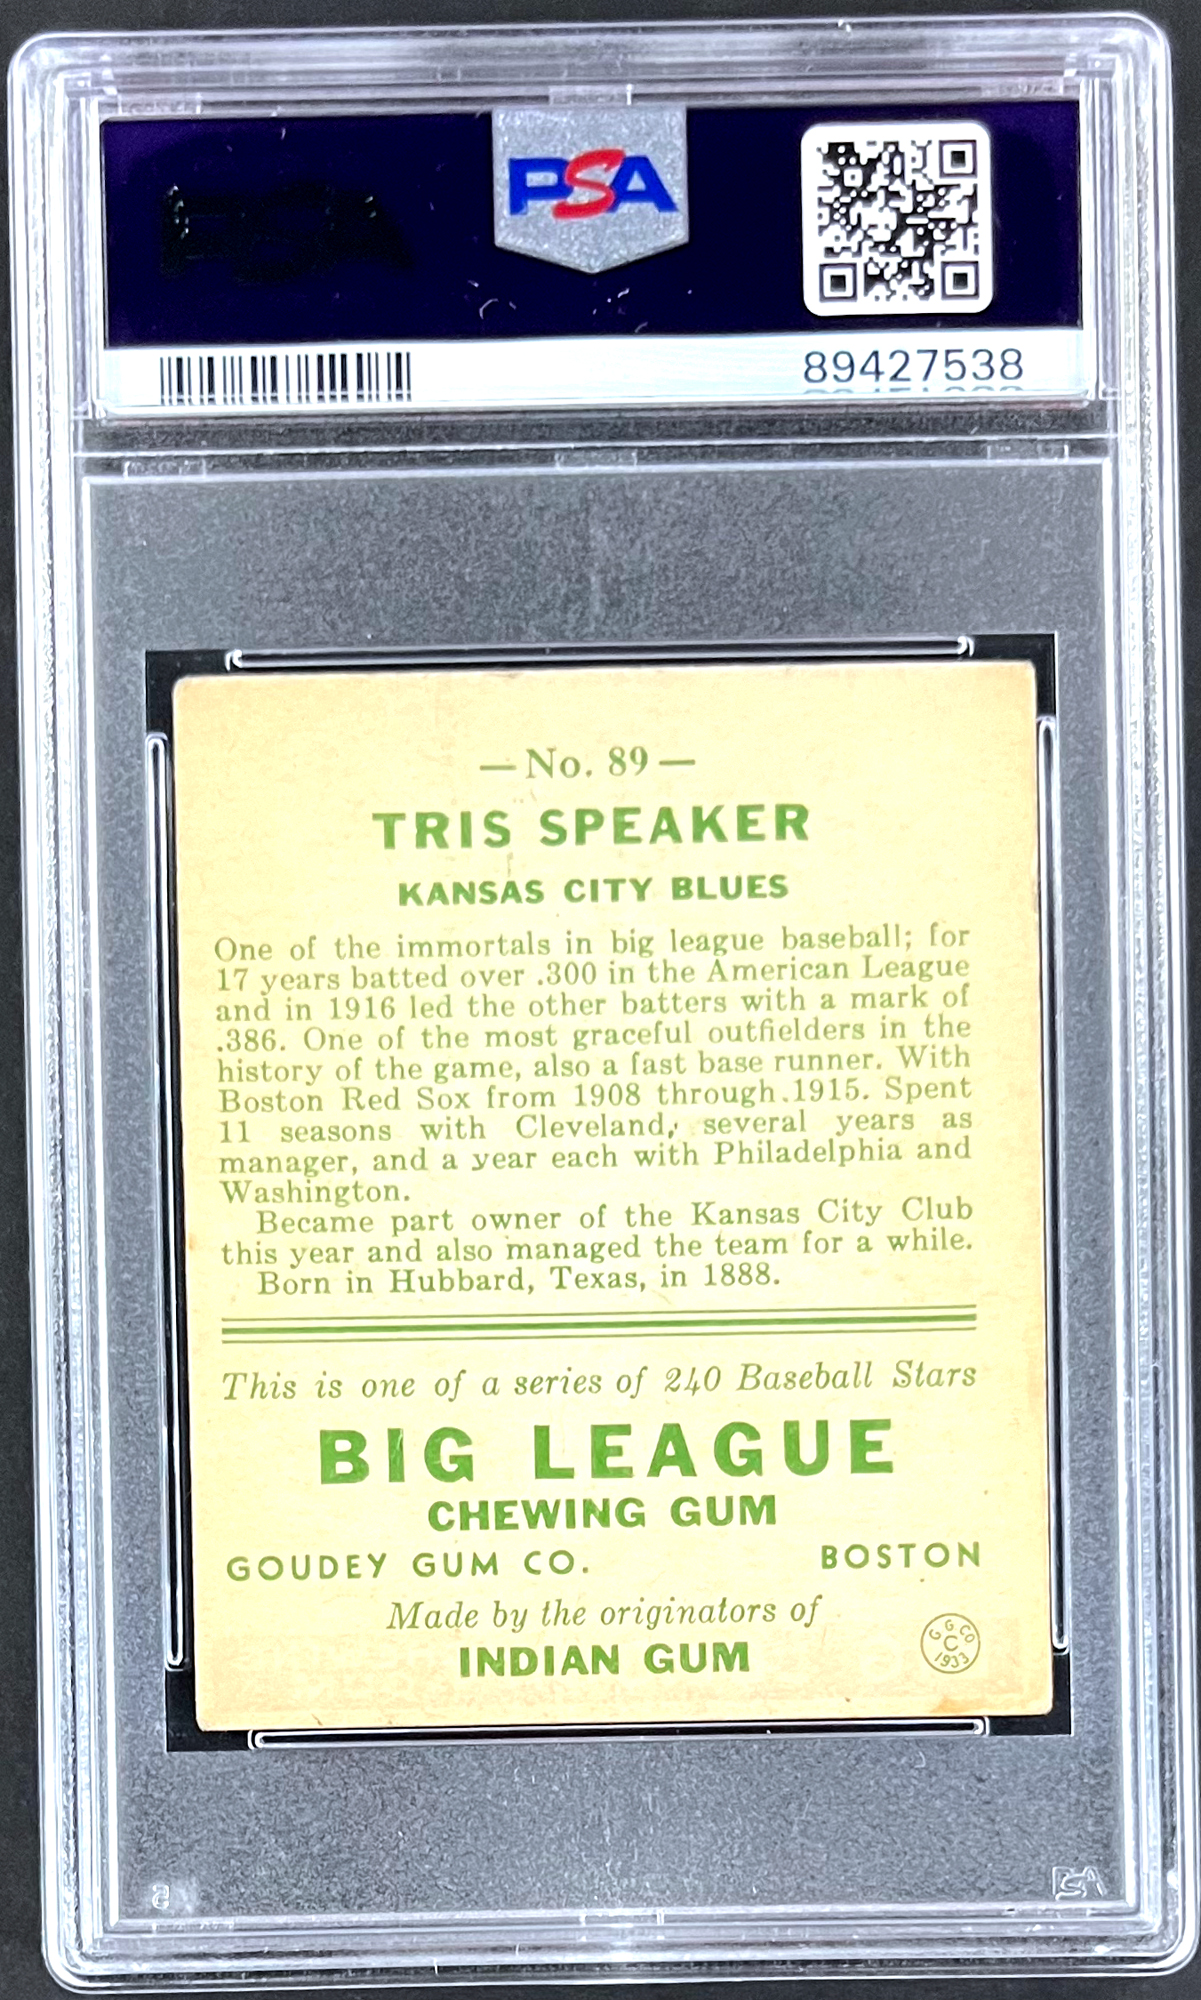 PSA
89427538
— No. 89 —
TRIS SPEAKER
KANSAS CITY BLUES
One of the immortals in big league baseball; for
17 years batted over .300 in the American League
and in 1916 led the other batters with a mark of
.386. One of the most graceful outfielders in the
history of the game, also a fast base runner. With
Boston Red Sox from 1908 through 1915. Spent
11 seasons with Cleveland, several years as
manager, and a year each with Philadelphia and
Washington.
Became part owner of the Kansas City Club
this year and also managed the team for a while.
Born in Hubbard, Texas, in 1888.
This is one of a series of 240 Baseball Stars
BIG LEAGUE
CHEWING GUM
GOUDEY GUM CO. BOSTON
Made by the originators of
INDIAN GUM
G G CO
C
1933
PSA